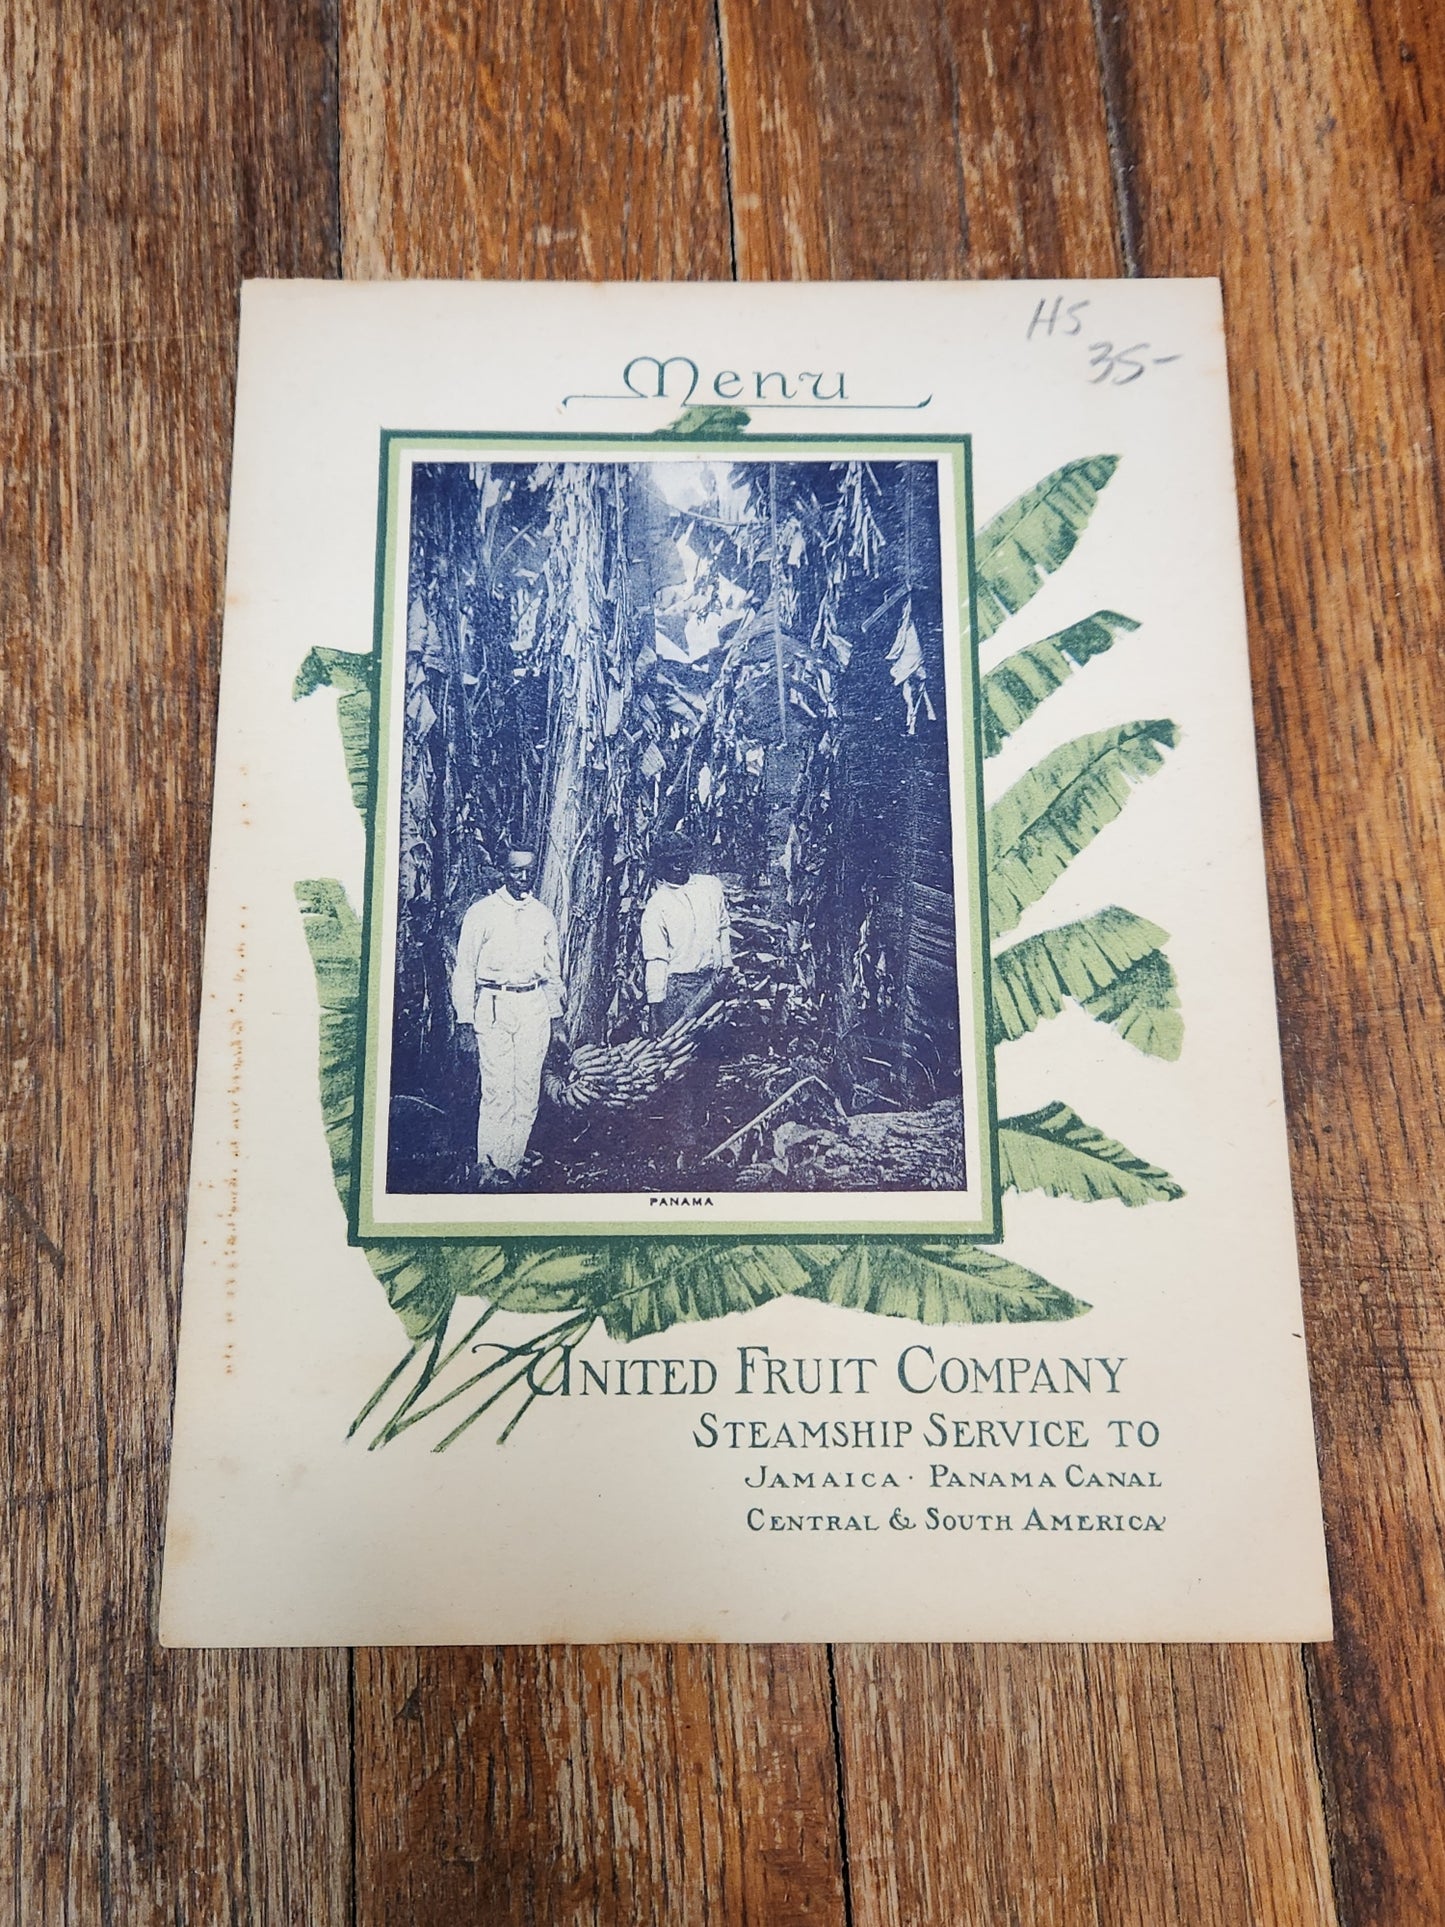 HS
35-
Menu
PANAMA
UNITED FRUIT COMPANY
STEAMSHIP SERVICE TO
JAMAICA · PANAMA CANAL
CENTRAL & SOUTH AMERICA